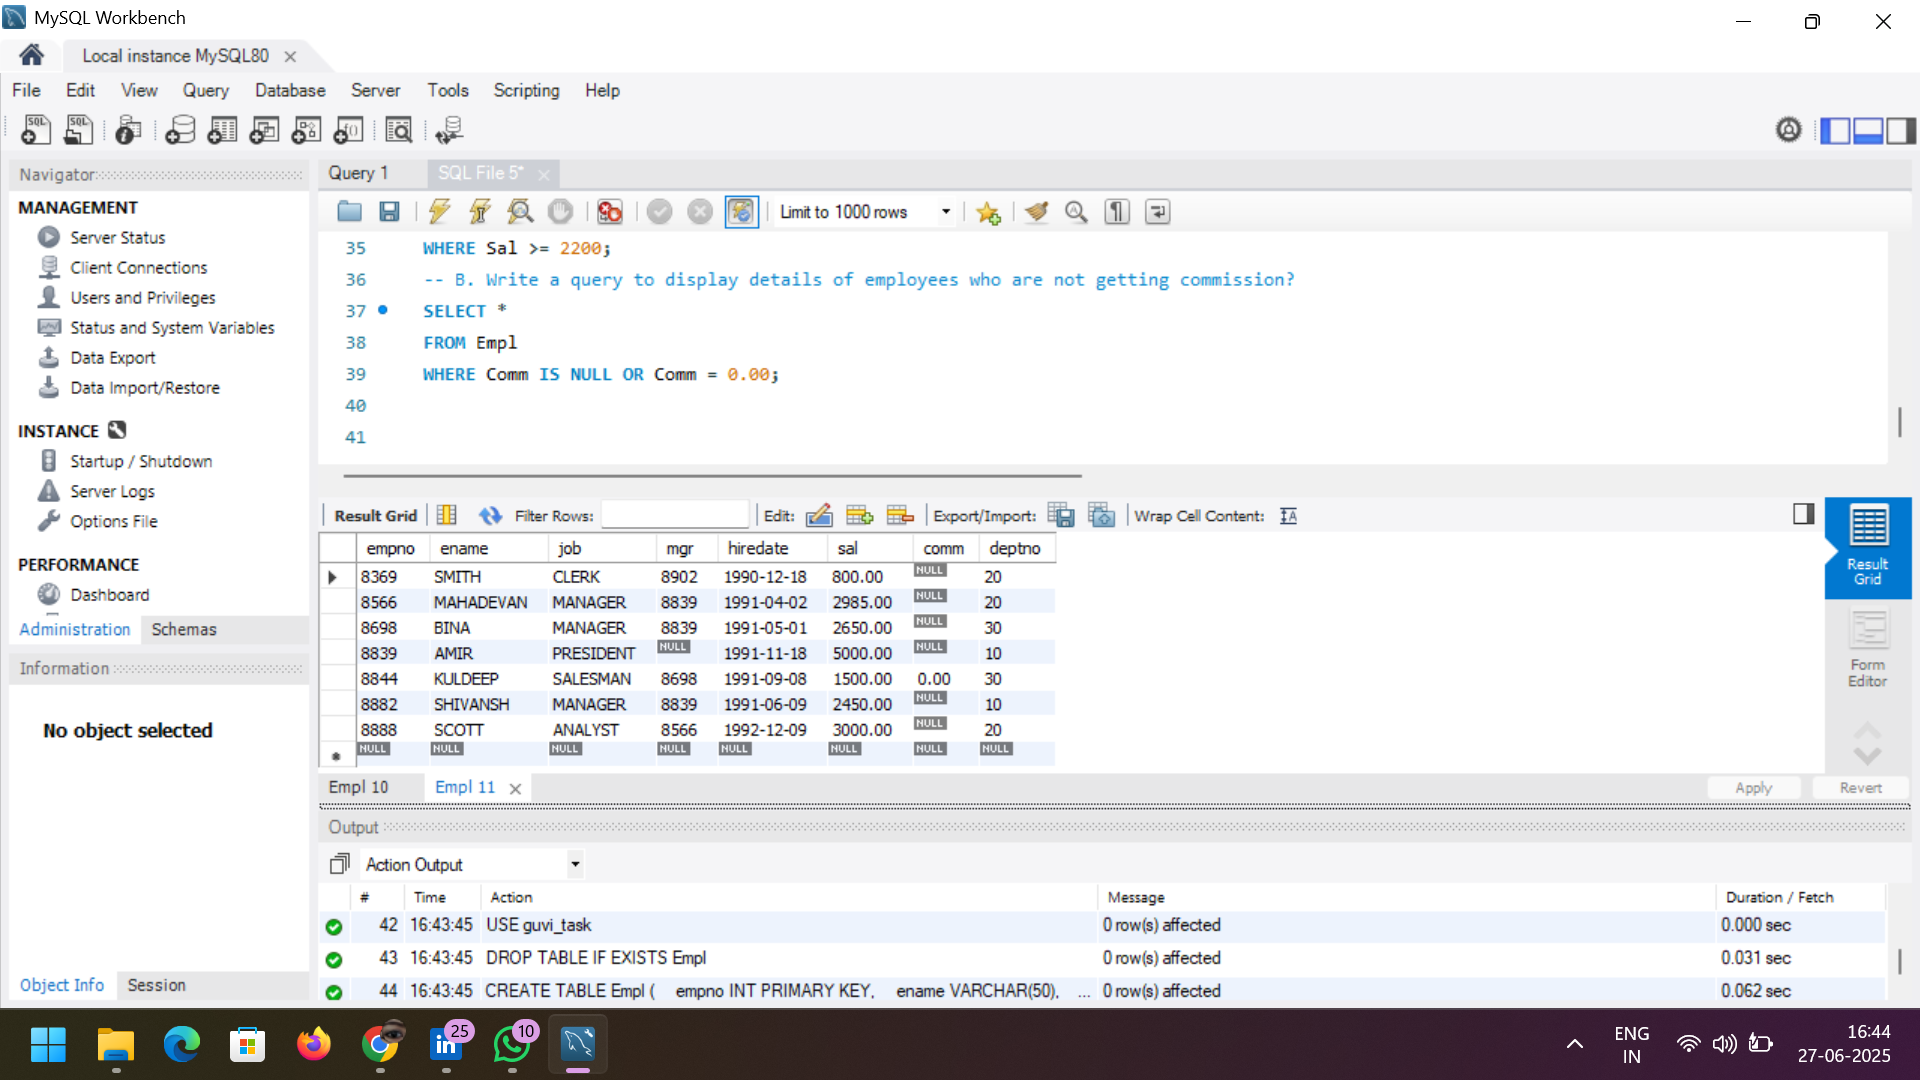 MySQL Workbench
Local instance MySQL80
File Edit View Query Database Server Tools Scripting Help
Navigator
MANAGEMENT
Server Status
Client Connections
Users and Privileges
Status and System Variables
Data Export
Data Import/Restore
INSTANCE
Startup / Shutdown
Server Logs
Options File
PERFORMANCE
Dashboard
Administration Schemas
Information
No object selected
Object Info Session
Query 1 SQL File 5*
Limit to 1000 rows
35 WHERE Sal >= 2200;
36 -- B. Write a query to display details of employees who are not getting commission?
37 SELECT *
38 FROM Empl
39 WHERE Comm IS NULL OR Comm = 0.00;
40
41
Result Grid Filter Rows: Edit: Export/Import: Wrap Cell Content:
empno ename job mgr hiredate sal comm deptno
8369 SMITH CLERK 8902 1990-12-18 800.00 NULL 20
8566 MAHADEVAN MANAGER 8839 1991-04-02 2985.00 NULL 20
8698 BINA MANAGER 8839 1991-05-01 2650.00 NULL 30
8839 AMIR PRESIDENT NULL 1991-11-18 5000.00 NULL 10
8844 KULDEEP SALESMAN 8698 1991-09-08 1500.00 0.00 30
8882 SHIVANSH MANAGER 8839 1991-06-09 2450.00 NULL 10
8888 SCOTT ANALYST 8566 1992-12-09 3000.00 NULL 20
NULL NULL NULL NULL NULL NULL NULL NULL
Result
Grid
Form
Editor
Empl 10 Empl 11 Apply Revert
Output
Action Output
# Time Action Message Duration / Fetch
42 16:43:45 USE guvi_task 0 row(s) affected 0.000 sec
43 16:43:45 DROP TABLE IF EXISTS Empl 0 row(s) affected 0.031 sec
44 16:43:45 CREATE TABLE Empl ( empno INT PRIMARY KEY, ename VARCHAR(50), ... 0 row(s) affected 0.062 sec
25 10
ENG
IN
16:44
27-06-2025